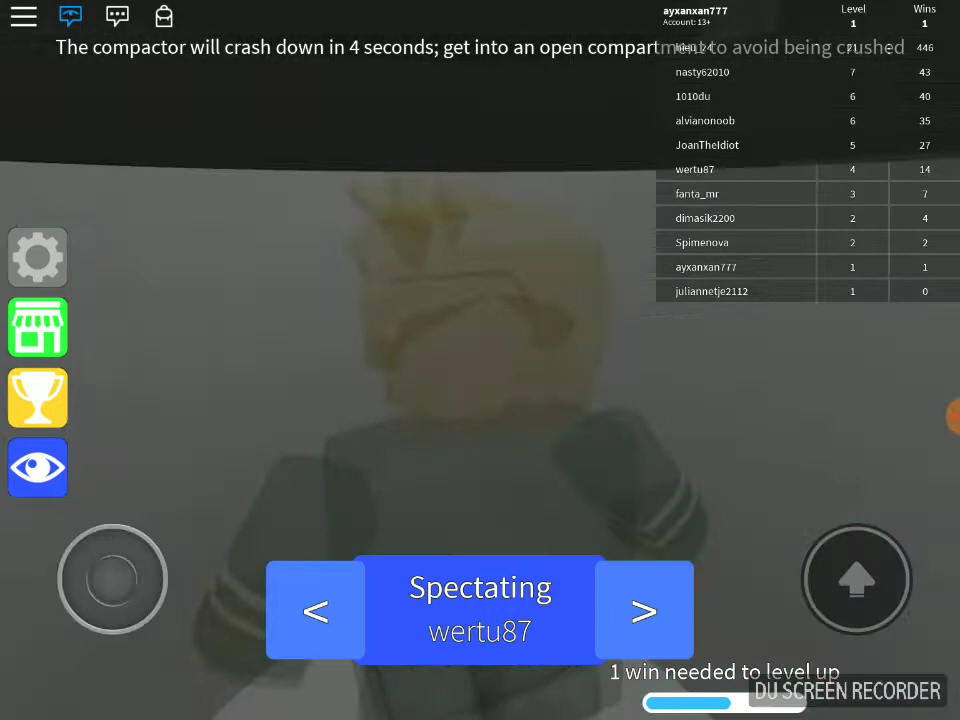 ayxanxan777
Account: 13+
Level
1
Wins
1
The compactor will crash down in 4 seconds; get into an open compartment to avoid being crushed
21 446
nasty62010 7 43
1010du 6 40
alvianonoob 6 35
JoanTheIdiot 5 27
wertu87 4 14
fanta_mr 3 7
dimasik2200 2 4
Spimenova 2 2
ayxanxan777 1 1
juliannetje2112 1 0
<
Spectating
wertu87
>
1 win needed to level up
DU SCREEN RECORDER